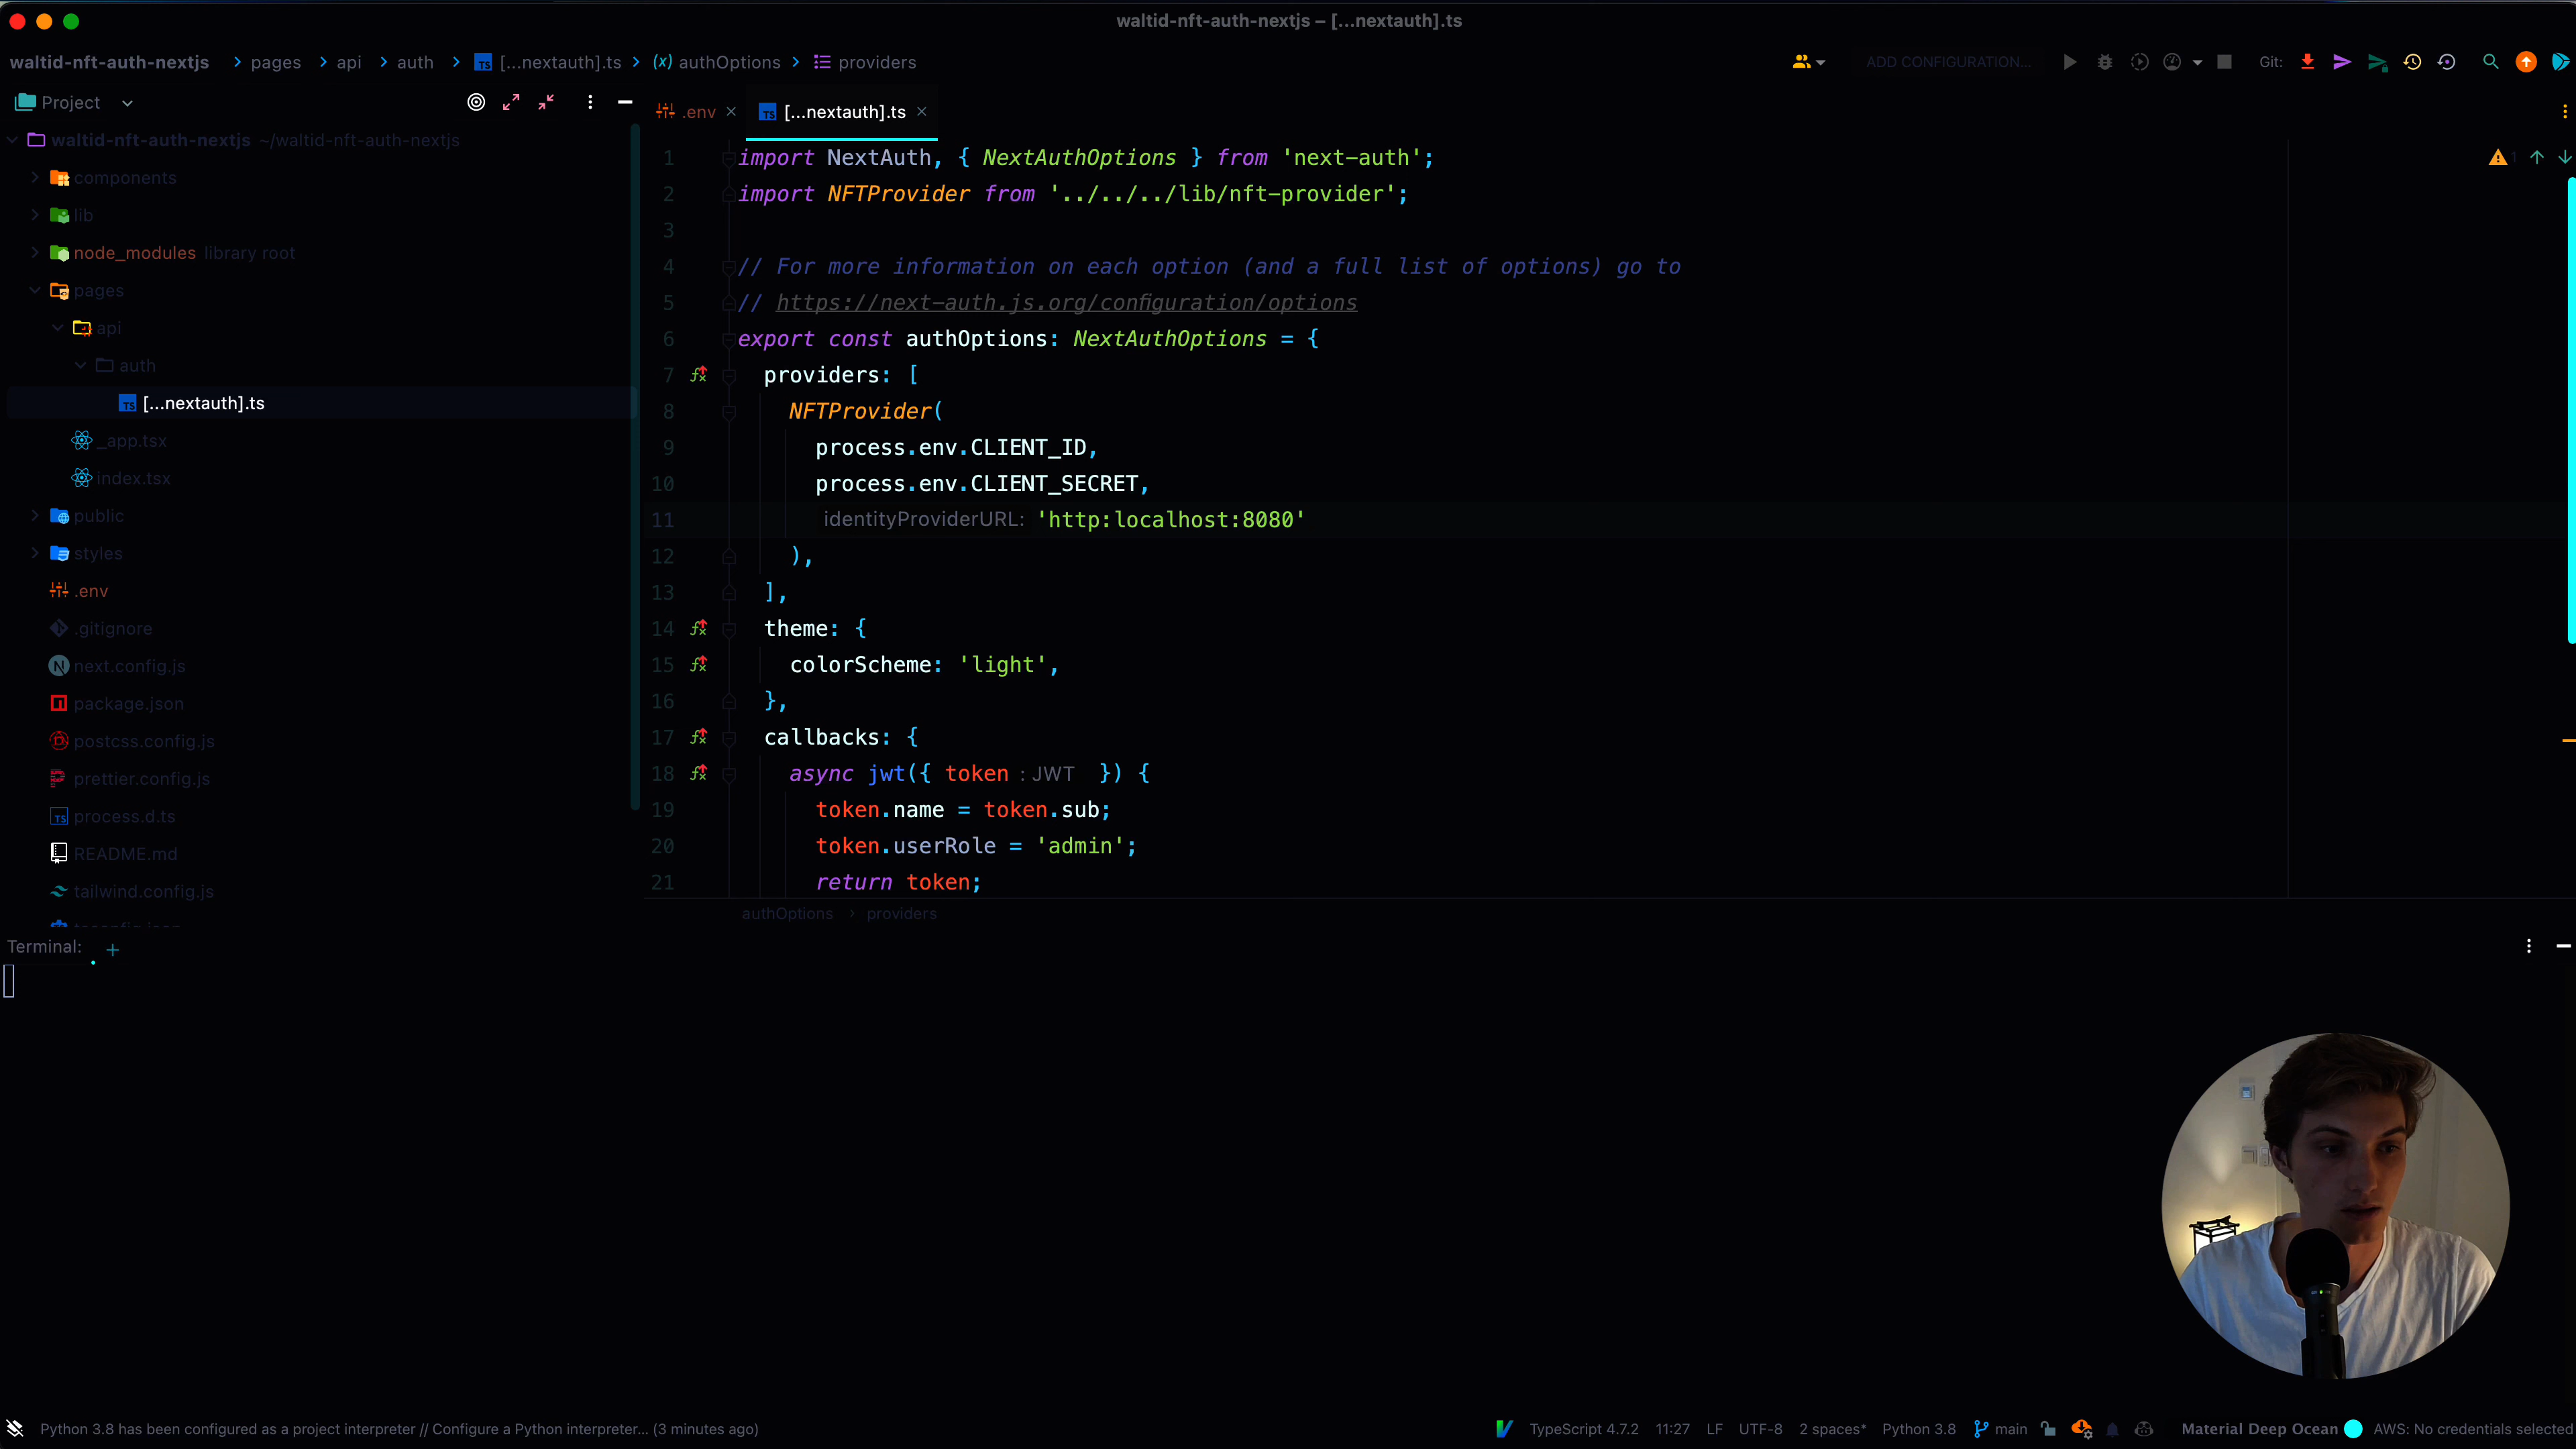 waltid-nft-auth-nextjs – [...nextauth].ts
waltid-nft-auth-nextjs > pages > api > auth > [...nextauth].ts > (x) authOptions > providers
ADD CONFIGURATION...
Git:
Project
.env
[...nextauth].ts
waltid-nft-auth-nextjs ~/waltid-nft-auth-nextjs
components
lib
node_modules library root
pages
api
auth
[...nextauth].ts
_app.tsx
index.tsx
public
styles
.env
.gitignore
next.config.js
package.json
postcss.config.js
prettier.config.js
process.d.ts
README.md
tailwind.config.js
1 import NextAuth, { NextAuthOptions } from 'next-auth';
2 import NFTProvider from '../../../lib/nft-provider';
3
4 // For more information on each option (and a full list of options) go to
5 // https://next-auth.js.org/configuration/options
6 export const authOptions: NextAuthOptions = {
7 providers: [
8 NFTProvider(
9 process.env.CLIENT_ID,
10 process.env.CLIENT_SECRET,
11 identityProviderURL: 'http:localhost:8080'
12 ),
13 ],
14 theme: {
15 colorScheme: 'light',
16 },
17 callbacks: {
18 async jwt({ token : JWT }) {
19 token.name = token.sub;
20 token.userRole = 'admin';
21 return token;
1
authOptions > providers
Terminal: +
Python 3.8 has been configured as a project interpreter // Configure a Python interpreter... (3 minutes ago)
TypeScript 4.7.2 11:27 LF UTF-8 2 spaces* Python 3.8 main Material Deep Ocean AWS: No credentials selected